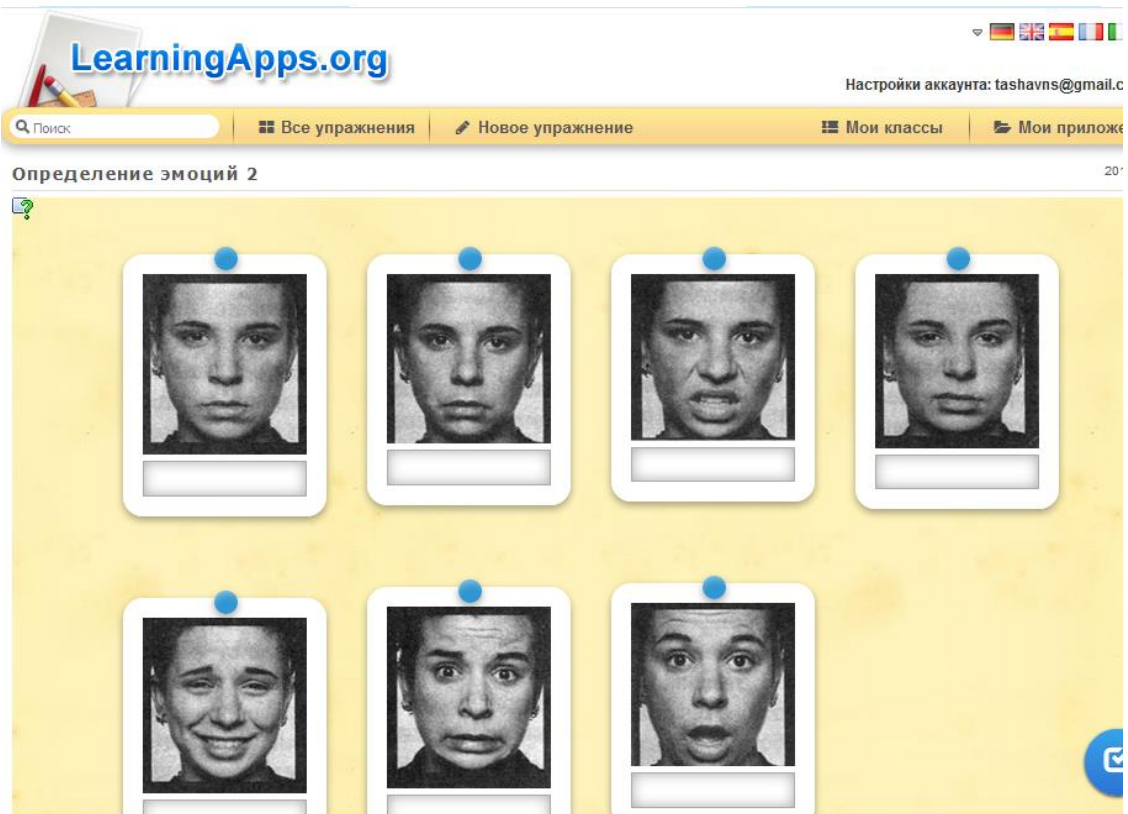 LearningApps.org
Настройки аккаунта: tashavns@gmail.c
Поиск
Все упражнения
Новое упражнение
Мои классы
Мои приложе
Определение эмоций 2
201